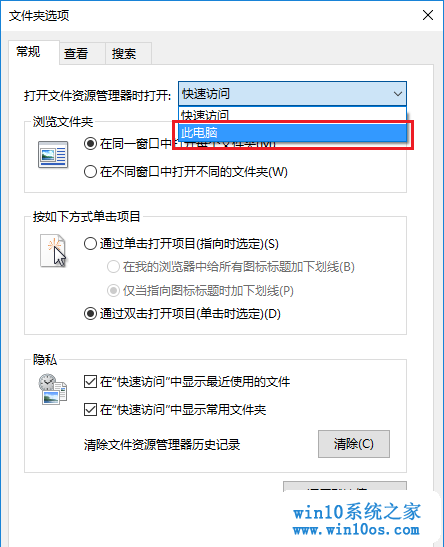 文件夹选项
常规 查看 搜索
打开文件资源管理器时打开: 快速访问
快速访问
此电脑
浏览文件夹
在同一窗口中打开每个文件夹(M)
在不同窗口中打开不同的文件夹(W)
按如下方式单击项目
通过单击打开项目(指向时选定)(S)
在我的浏览器中给所有图标标题加下划线(B)
仅当指向图标标题时加下划线(P)
通过双击打开项目(单击时选定)(D)
隐私
在"快速访问"中显示最近使用的文件
在"快速访问"中显示常用文件夹
清除文件资源管理器历史记录 清除(C)
win10系统之家
www.win10os.com